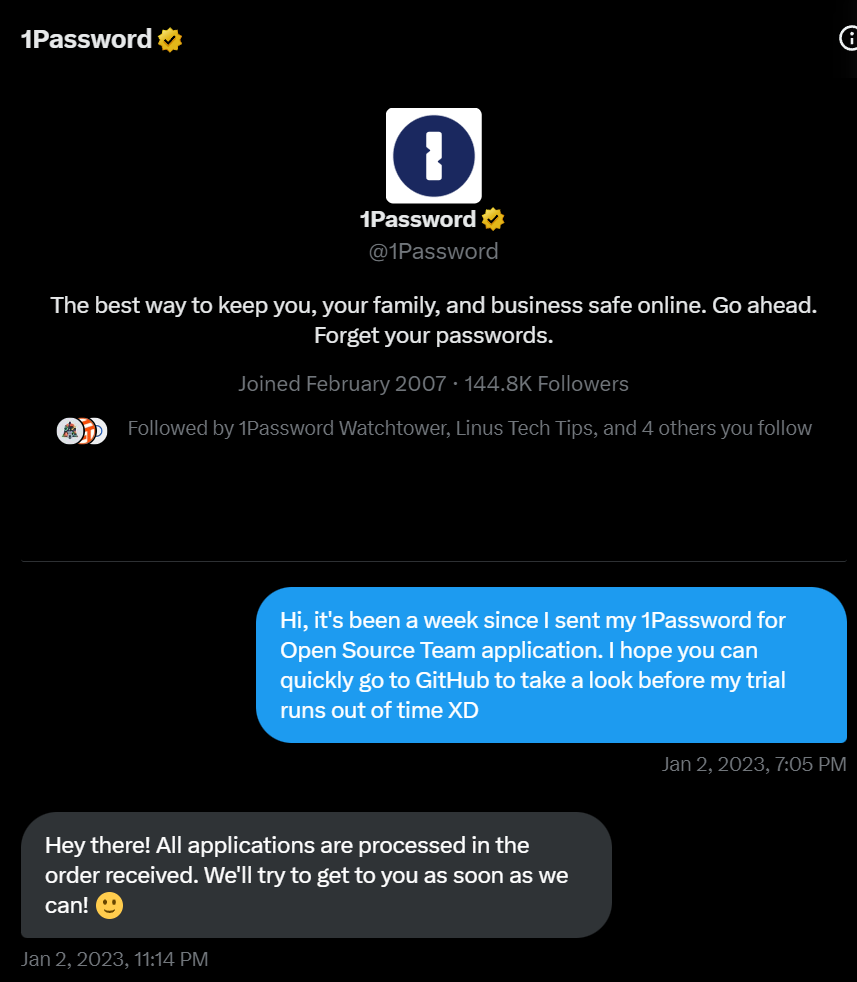 1Password
1Password
@1Password
The best way to keep you, your family, and business safe online. Go ahead.
Forget your passwords.
Joined February 2007 · 144.8K Followers
Followed by 1Password Watchtower, Linus Tech Tips, and 4 others you follow
Hi, it's been a week since I sent my 1Password for
Open Source Team application. I hope you can
quickly go to GitHub to take a look before my trial
runs out of time XD
Jan 2, 2023, 7:05 PM
Hey there! All applications are processed in the
order received. We'll try to get to you as soon as we
can! 🙂
Jan 2, 2023, 11:14 PM